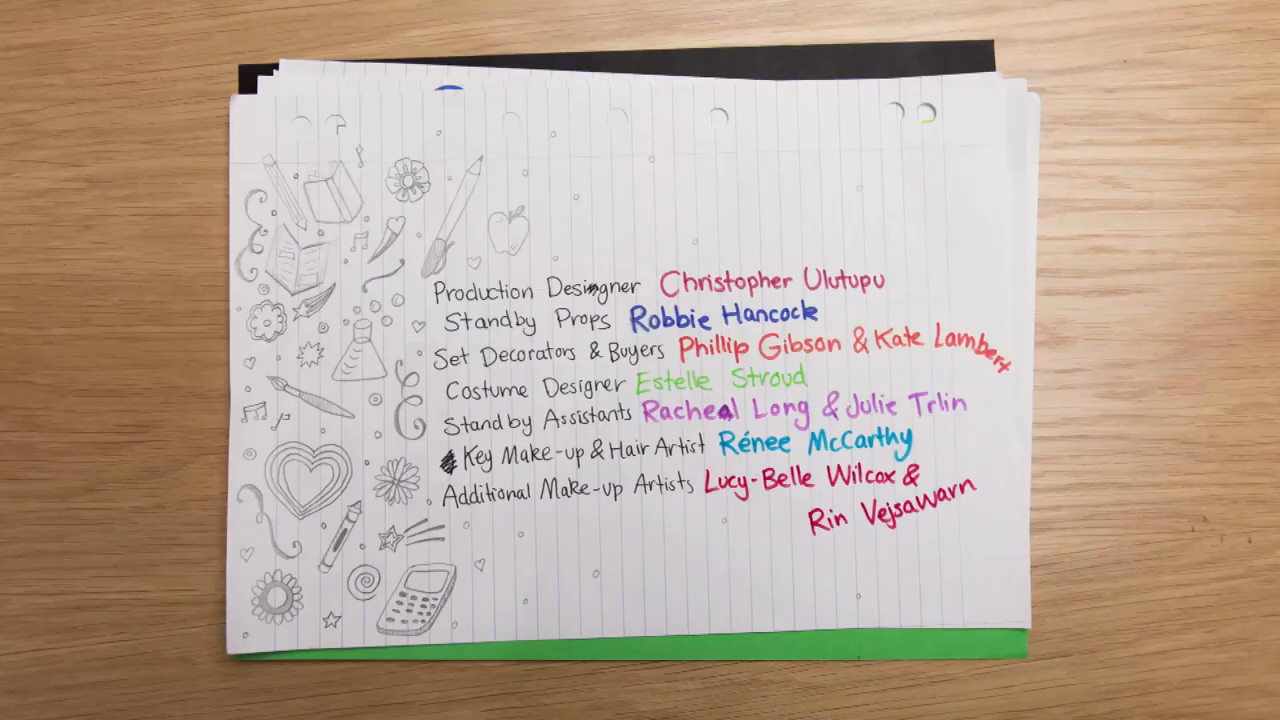 Production Designer Christopher Ulutupu
Standby Props Robbie Hancock
Set Decorators & Buyers Phillip Gibson & Kate Lambert
Costume Designer Estelle Stroud
Standby Assistants Racheal Long & Julie Trlin
Key Make-up & Hair Artist Rénee McCarthy
Additional Make-up Artists Lucy-Belle Wilcox &
Rin Vejsawarn